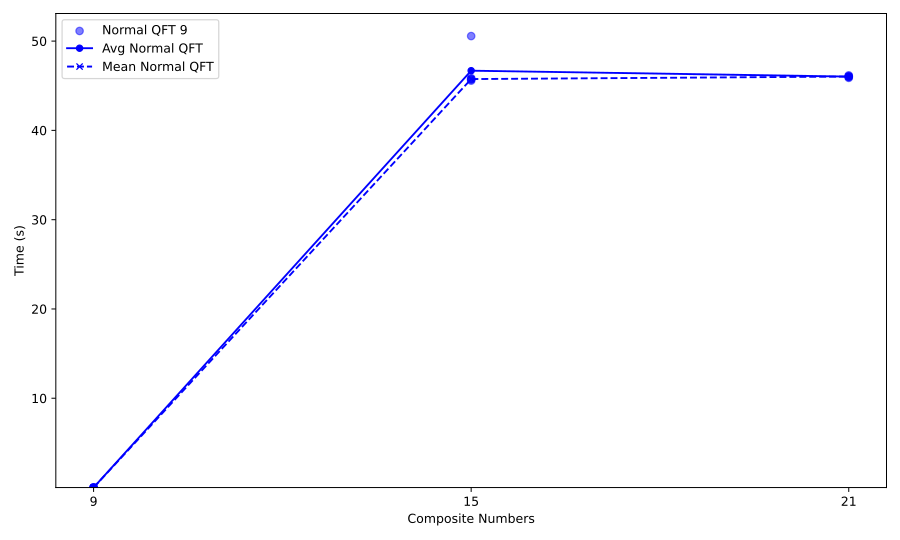 Normal QFT 9
Avg Normal QFT
Mean Normal QFT
50
40
30
20
10
Time (s)
9 15 21
Composite Numbers